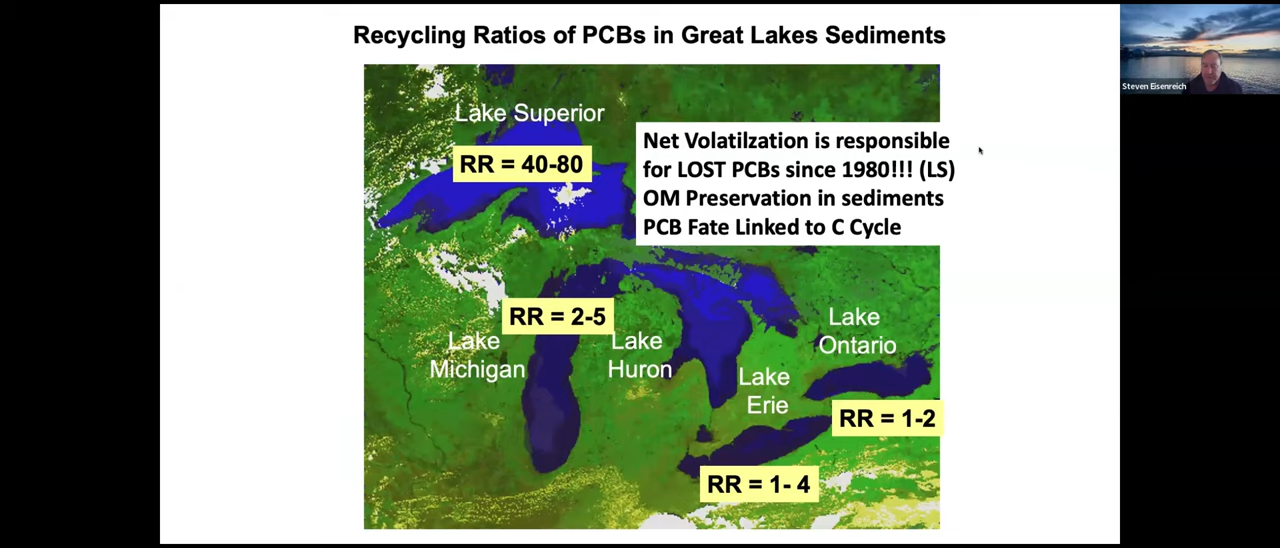 Recycling Ratios of PCBs in Great Lakes Sediments
Steven Eisenreich
Lake Superior
RR = 40-80
Net Volatilzation is responsible
for LOST PCBs since 1980!!! (LS)
OM Preservation in sediments
PCB Fate Linked to C Cycle
RR = 2-5
Lake
Michigan
Lake
Huron
Lake
Ontario
Lake
Erie
RR = 1-2
RR = 1- 4